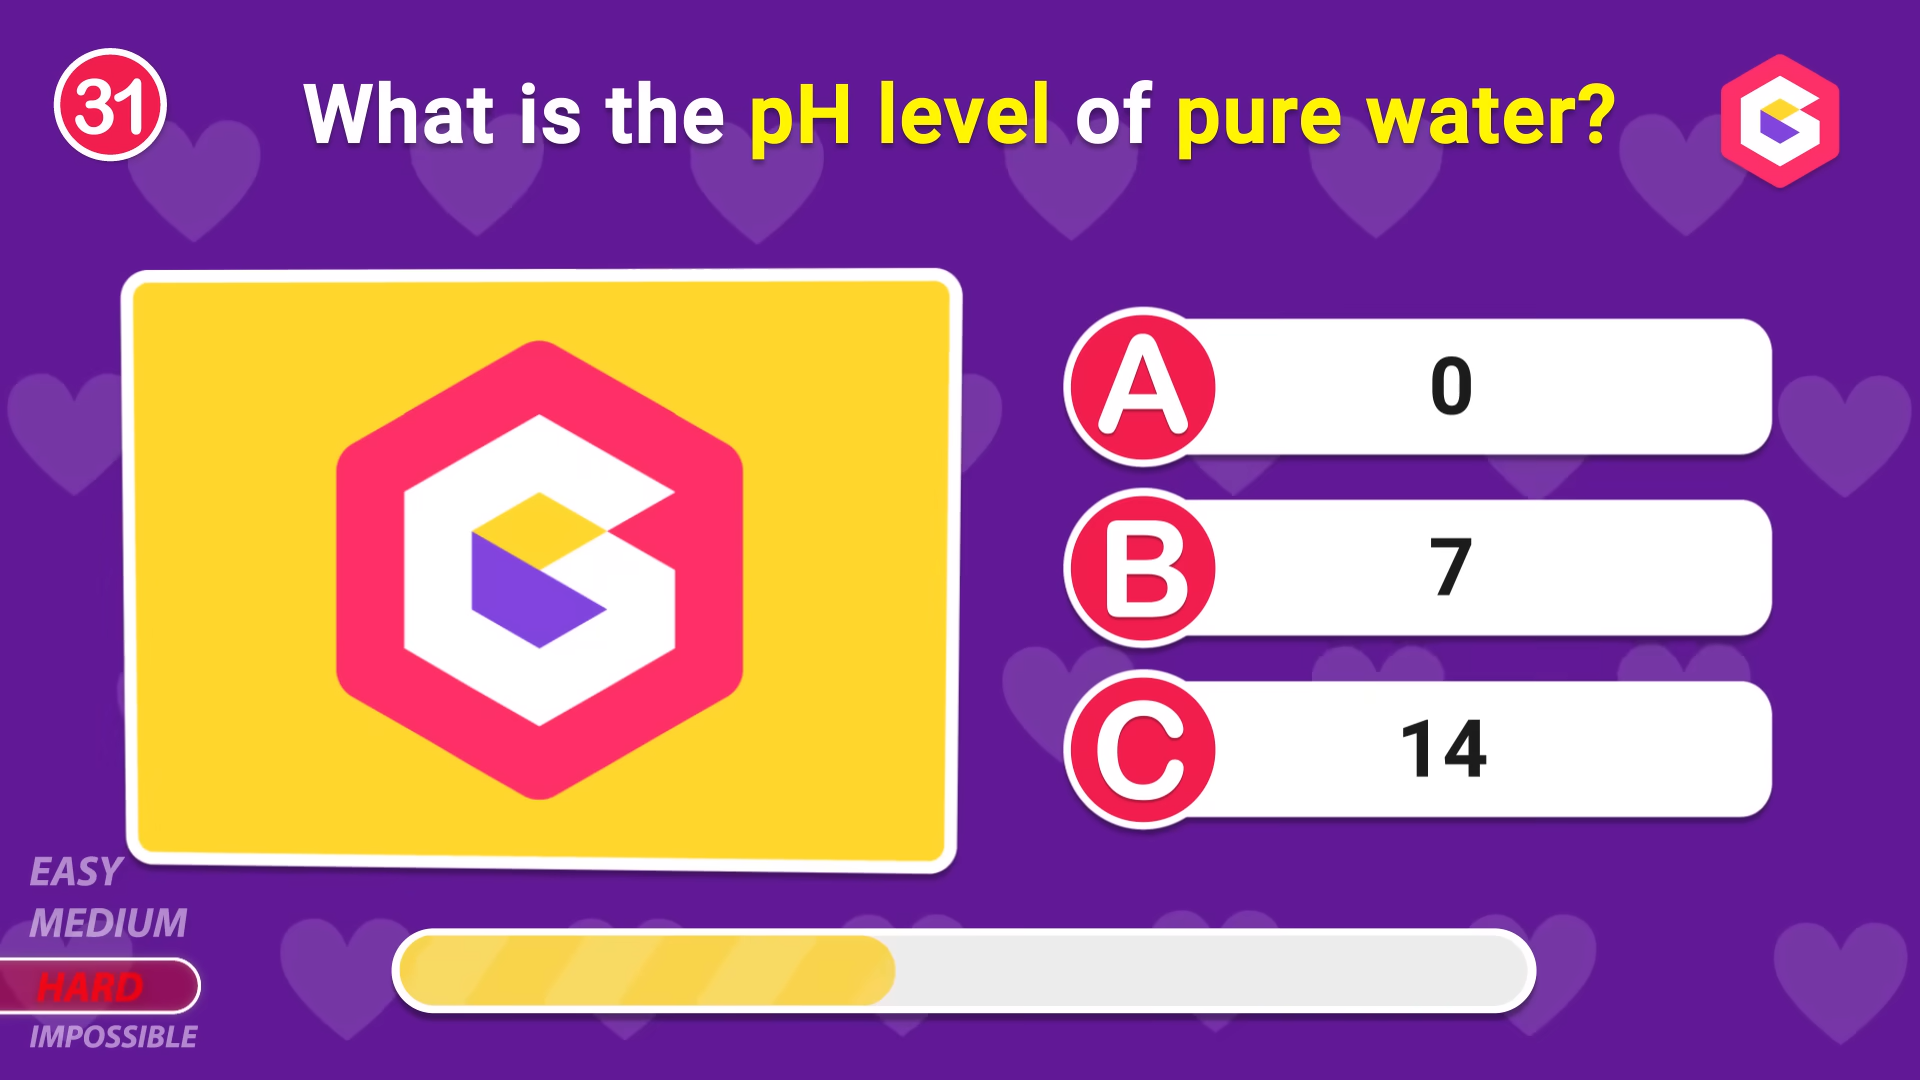 31
What is the pH level of pure water?
A
0
B
7
C
14
EASY
MEDIUM
HARD
IMPOSSIBLE